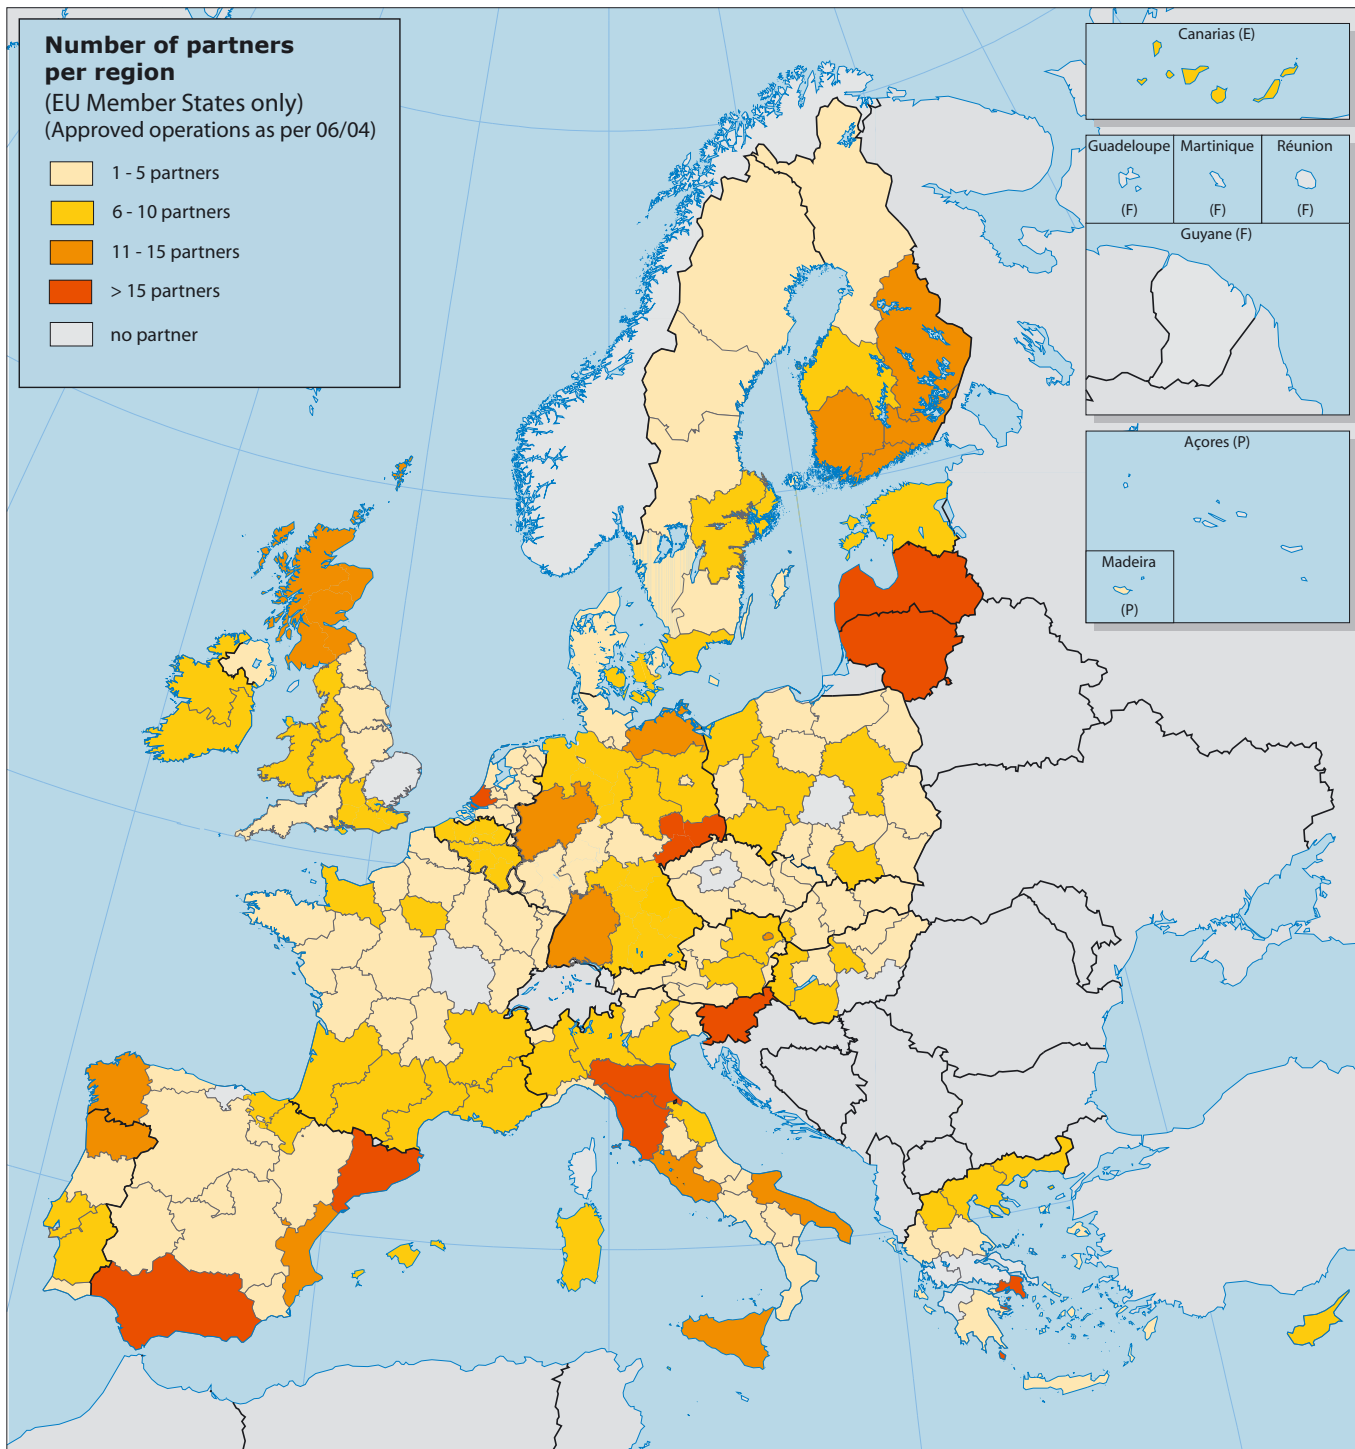 Number of partners
per region
(EU Member States only)
(Approved operations as per 06/04)
1 - 5 partners
6 - 10 partners
11 - 15 partners
> 15 partners
no partner
Canarias (E)
Guadeloupe
Martinique
Réunion
(F)
(F)
(F)
Guyane (F)
Açores (P)
Madeira
(P)